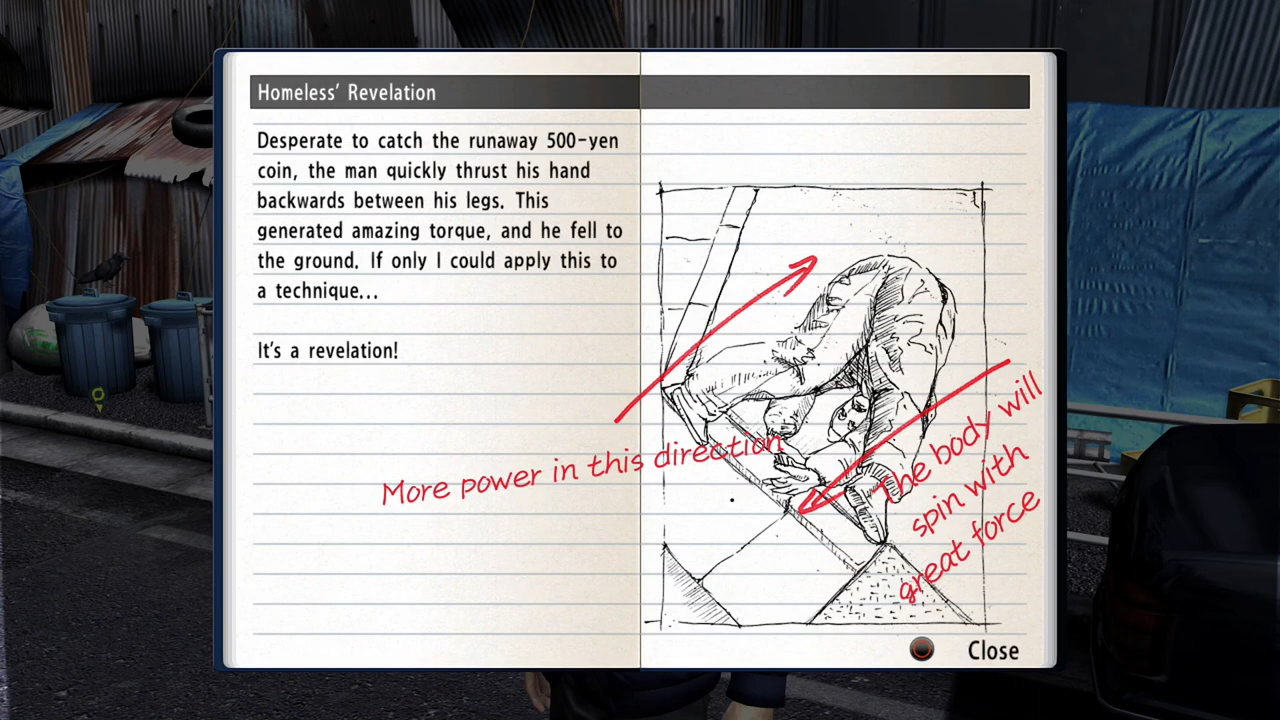 Homeless' Revelation
Desperate to catch the runaway 500-yen
coin, the man quickly thrust his hand
backwards between his legs. This
generated amazing torque, and he fell to
the ground. If only I could apply this to
a technique...
It's a revelation!
More power in this direction
The body will
spin with
great force
Close